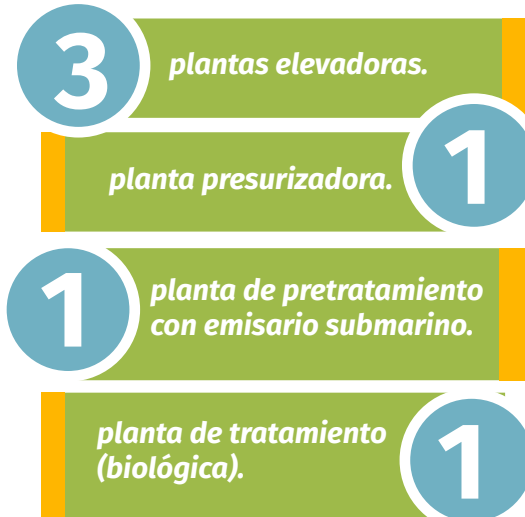 3
plantas elevadoras.
planta presurizadora.
1
1
planta de pretratamiento
con emisario submarino.
planta de tratamiento
(biológica).
1